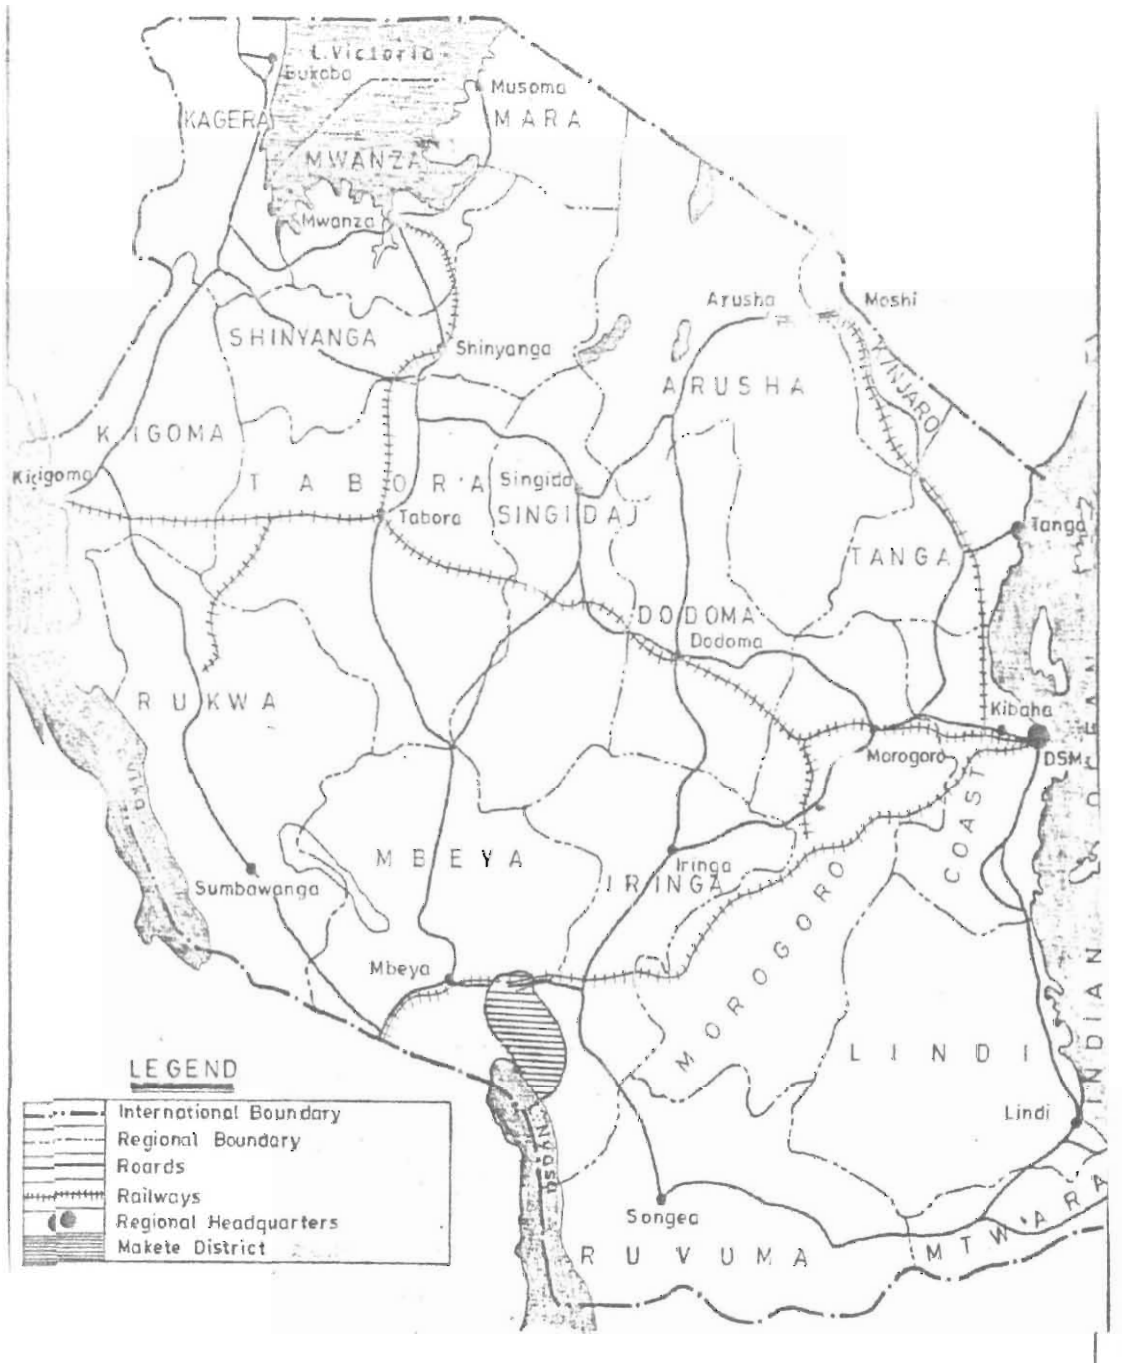 L.Victoria
Bukoba
Musoma
MARA
KAGERA
MWANZA
Mwanza
Arusha
Moshi
SHINYANGA
Shinyanga
ARUSHA
KIGOMA
TABORA
Singida
SINGIDA
Tabora
Tanga
TANGA
DODOMA
Dodoma
RUKWA
Kibaha
DSM
Morogoro
COAST
MBEYA
Iringa
IRINGA
Sumbawanga
MOROGORO
Mbeya
INDIAN
LINDI
LEGEND
International Boundary
Regional Boundary
Roards
Railways
Regional Headquarters
Makete District
Lindi
Songea
RUVUMA
MTWARA